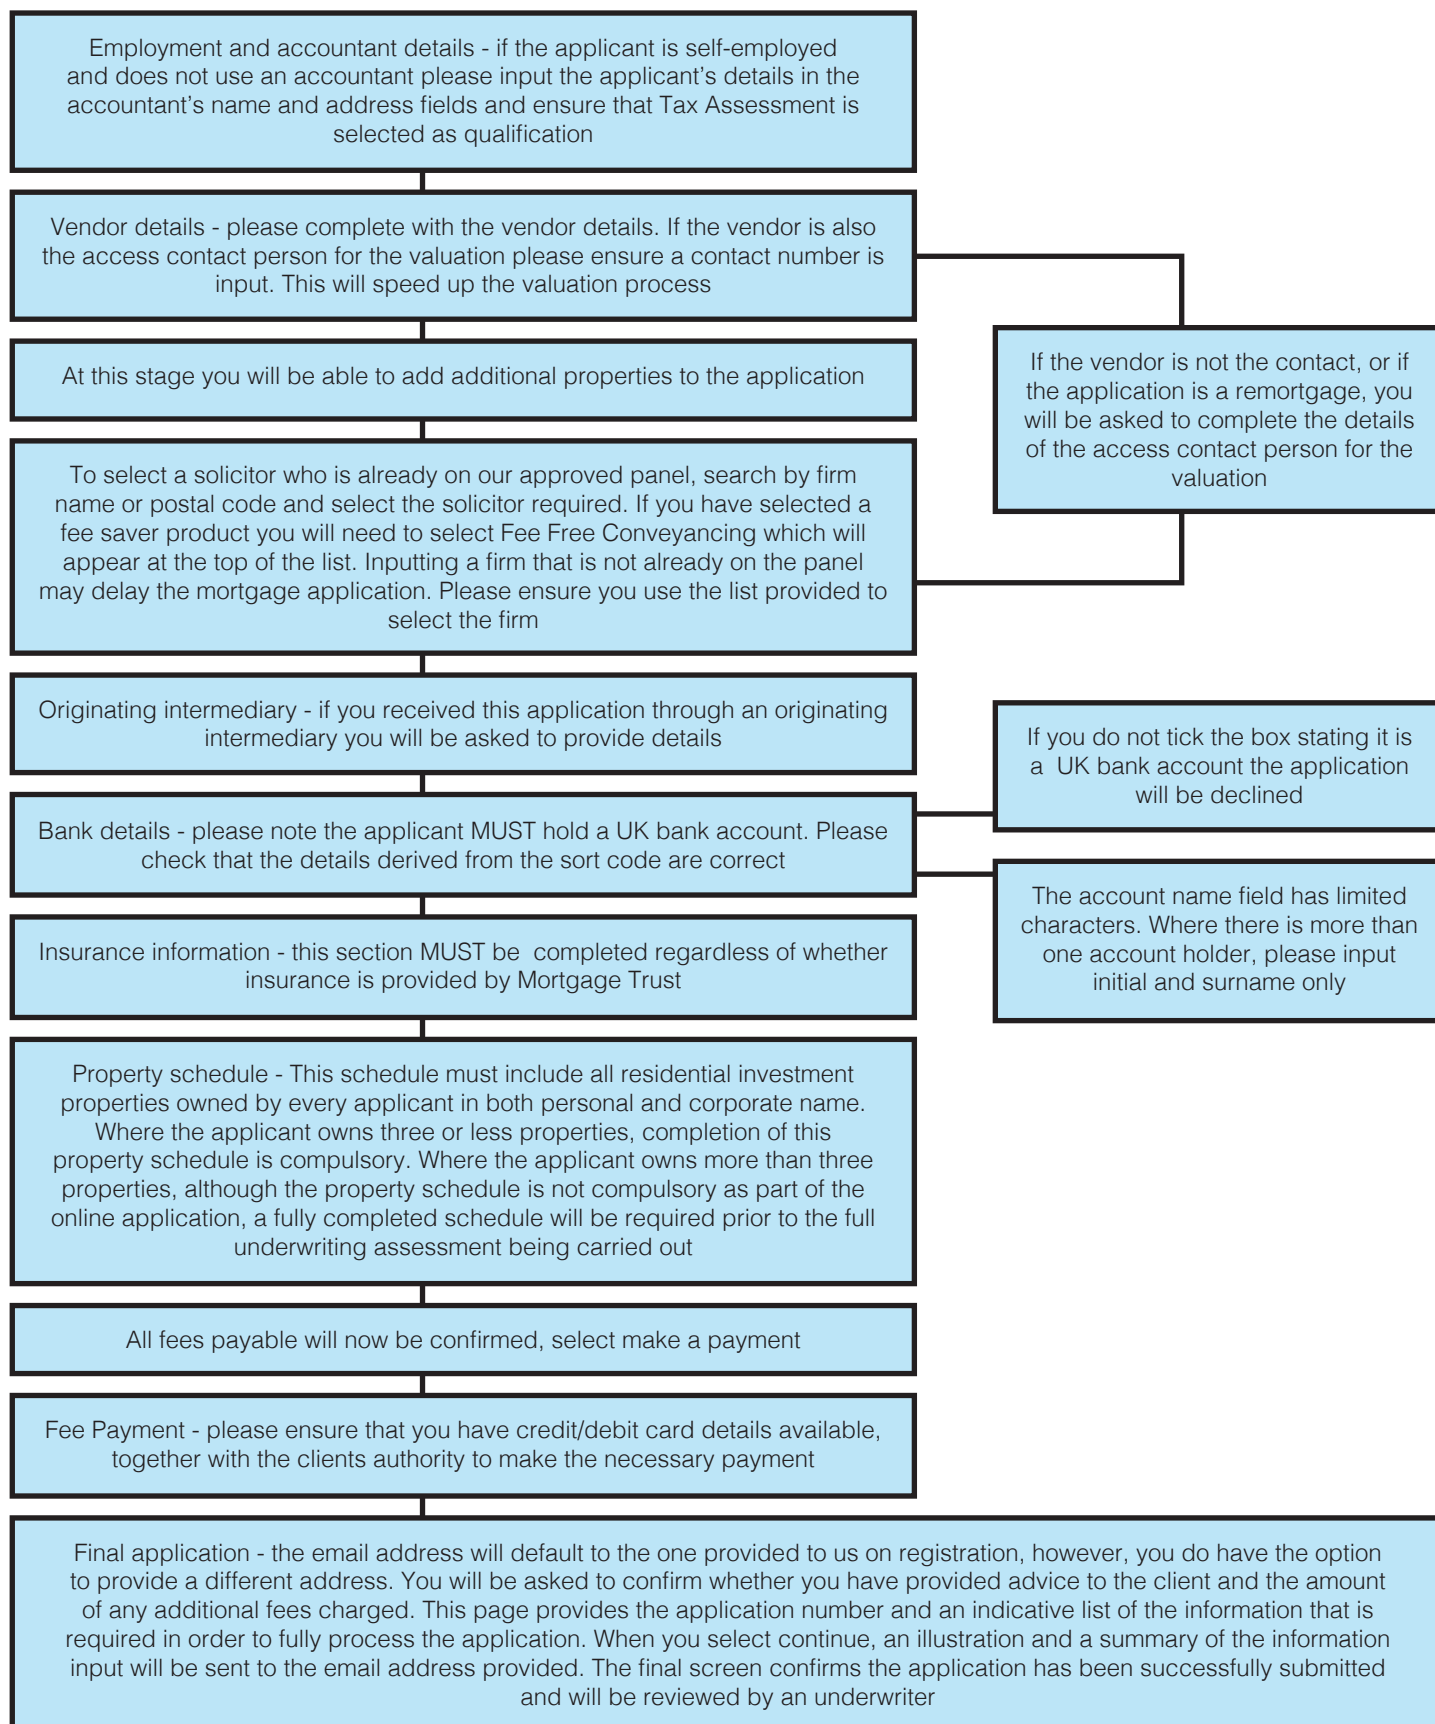 Employment and accountant details - if the applicant is self-employed
and does not use an accountant please input the applicant's details in the
accountant's name and address fields and ensure that Tax Assessment is
selected as qualification
Vendor details - please complete with the vendor details. If the vendor is also
the access contact person for the valuation please ensure a contact number is
input. This will speed up the valuation process
If the vendor is not the contact, or if
the application is a remortgage, you
will be asked to complete the details
of the access contact person for the
valuation
At this stage you will be able to add additional properties to the application
To select a solicitor who is already on our approved panel, search by firm
name or postal code and select the solicitor required. If you have selected a
fee saver product you will need to select Fee Free Conveyancing which will
appear at the top of the list. Inputting a firm that is not already on the panel
may delay the mortgage application. Please ensure you use the list provided to
select the firm
Originating intermediary - if you received this application through an originating
intermediary you will be asked to provide details
Bank details - please note the applicant MUST hold a UK bank account. Please
check that the details derived from the sort code are correct
If you do not tick the box stating it is
a  UK bank account the application
will be declined
The account name field has limited
characters. Where there is more than
one account holder, please input
initial and surname only
Insurance information - this section MUST be  completed regardless of whether
insurance is provided by Mortgage Trust
Property schedule - This schedule must include all residential investment
properties owned by every applicant in both personal and corporate name.
Where the applicant owns three or less properties, completion of this
property schedule is compulsory. Where the applicant owns more than three
properties, although the property schedule is not compulsory as part of the
online application, a fully completed schedule will be required prior to the full
underwriting assessment being carried out
All fees payable will now be confirmed, select make a payment
Fee Payment - please ensure that you have credit/debit card details available,
together with the clients authority to make the necessary payment
Final application - the email address will default to the one provided to us on registration, however, you do have the option
to provide a different address. You will be asked to confirm whether you have provided advice to the client and the amount
of any additional fees charged. This page provides the application number and an indicative list of the information that is
required in order to fully process the application. When you select continue, an illustration and a summary of the information
input will be sent to the email address provided. The final screen confirms the application has been successfully submitted
and will be reviewed by an underwriter